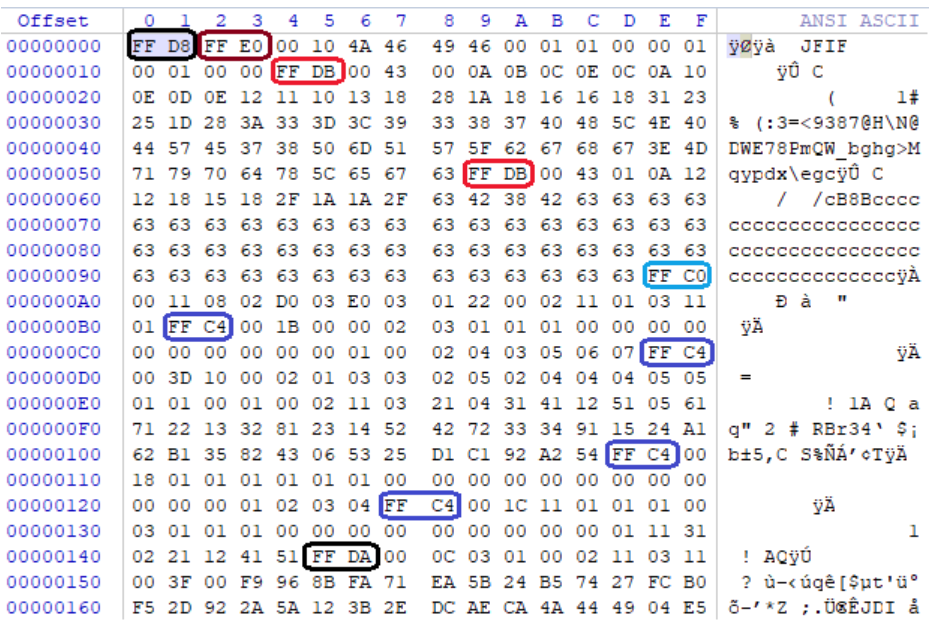 Offset 0 1 2 3 4 5 6 7 8 9 A B C D E F ANSI ASCII
00000000 FF D8 FF E0 00 10 4A 46 49 46 00 01 01 00 00 01 ÿØÿà JFIF
00000010 00 01 00 00 FF DB 00 43 00 0A 0B 0C 0E 0C 0A 10 ÿÛ C
00000020 0E 0D 0E 12 11 10 13 18 28 1A 18 16 16 18 31 23 ( 1#
00000030 25 1D 28 3A 33 3D 3C 39 33 38 37 40 48 5C 4E 40 % (:3=<9387@H\N@
00000040 44 57 45 37 38 50 6D 51 57 5F 62 67 68 67 3E 4D DWE78PmQW_bghg>M
00000050 71 79 70 64 78 5C 65 67 63 FF DB 00 43 01 0A 12 qypdx\egcÿÛ C
00000060 12 18 15 18 2F 1A 1A 2F 63 42 38 42 63 63 63 63 / /cB8Bcccc
00000070 63 63 63 63 63 63 63 63 63 63 63 63 63 63 63 63 cccccccccccccccc
00000080 63 63 63 63 63 63 63 63 63 63 63 63 63 63 63 63 cccccccccccccccc
00000090 63 63 63 63 63 63 63 63 63 63 63 63 63 63 FF C0 ccccccccccccccÿÀ
000000A0 00 11 08 02 D0 03 E0 03 01 22 00 02 11 01 03 11 Ð à "
000000B0 01 FF C4 00 1B 00 00 02 03 01 01 01 00 00 00 00 ÿÄ
000000C0 00 00 00 00 00 00 01 00 02 04 03 05 06 07 FF C4 ÿÄ
000000D0 00 3D 10 00 02 01 03 03 02 05 02 04 04 04 05 05 =
000000E0 01 01 00 01 00 02 11 03 21 04 31 41 12 51 05 61 ! 1A Q a
000000F0 71 22 13 32 81 23 14 52 42 72 33 34 91 15 24 A1 q" 2 # RBr34‘ $¡
00000100 62 B1 35 82 43 06 53 25 D1 C1 92 A2 54 FF C4 00 b±5‚C S%ÑÁ’¢TÿÄ
00000110 18 01 01 01 01 01 01 00 00 00 00 00 00 00 00 00
00000120 00 00 00 01 02 03 04 FF C4 00 1C 11 01 01 01 00 ÿÄ
00000130 03 01 01 01 00 00 00 00 00 00 00 00 00 01 11 31 1
00000140 02 21 12 41 51 FF DA 00 0C 03 01 00 02 11 03 11 ! AQÿÚ
00000150 00 3F 00 F9 96 8B FA 71 EA 5B 24 B5 74 27 FC B0 ? ù–‹úqê[$µt'ü°
00000160 F5 2D 92 2A 5A 12 3B 2E DC AE CA 4A 44 49 04 E5 õ-’*Z ;.Ü®ÊJDI å